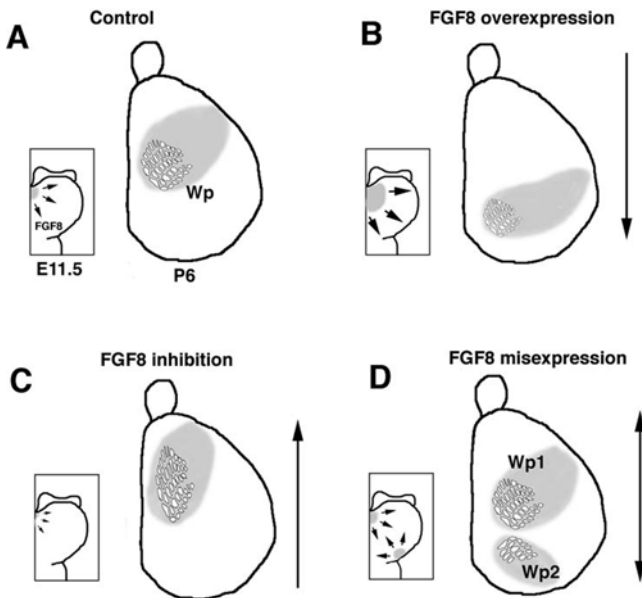 Control
A
Wp
FGF8
E11.5
P6
FGF8 overexpression
B
FGF8 inhibition
C
FGF8 misexpression
D
Wp1
Wp2